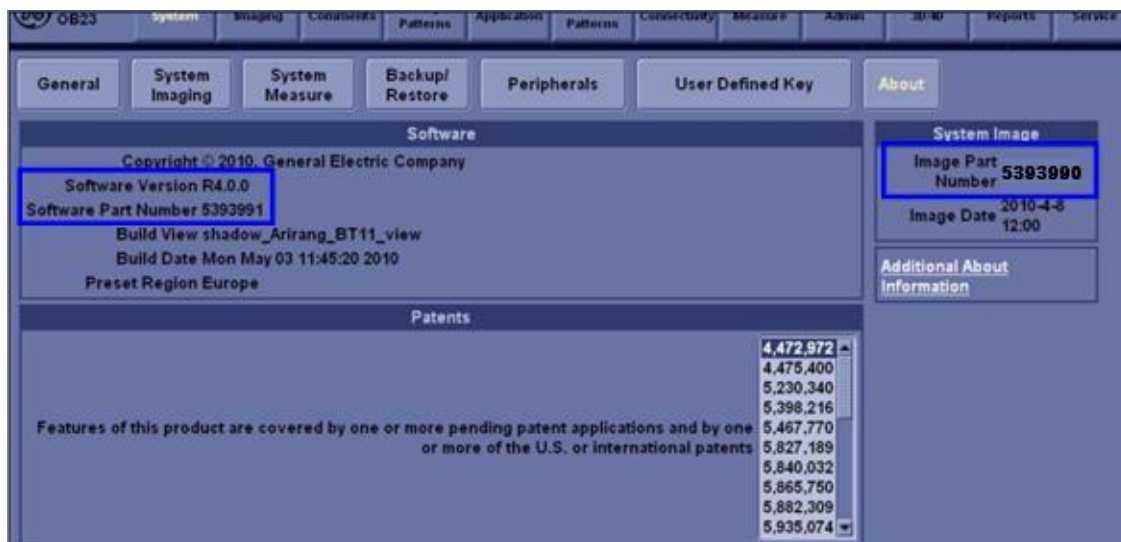 OB23
System
Imaging
Comments
Patterns
Application
Patterns
Connectivity
Measure
Admin
3D/4D
Reports
Service
General
System
Imaging
System
Measure
Backup/
Restore
Peripherals
User Defined Key
About
Software
Copyright © 2010, General Electric Company
Software Version R4.0.0
Software Part Number 5393991
Build View shadow_Arirang_BT11_view
Build Date Mon May 03 11:45:20 2010
Preset Region Europe
System Image
Image Part
Number 5393990
Image Date 2010-4-8
12:00
Additional About
Information
Patents
Features of this product are covered by one or more pending patent applications and by one
or more of the U.S. or international patents
4,472,972
4,475,400
5,230,340
5,398,216
5,467,770
5,827,189
5,840,032
5,865,750
5,882,309
5,935,074